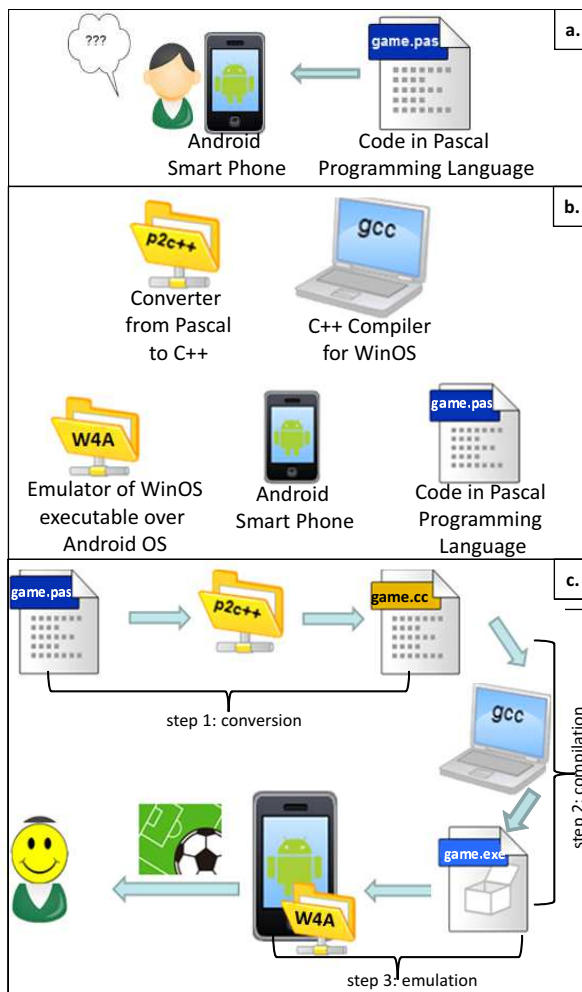 a.
???
game.pas
Android
Smart Phone
Code in Pascal
Programming Language
b.
p2c++
gcc
Converter
from Pascal
to C++
C++ Compiler
for WinOS
W4A
game.pas
Emulator of WinOS
executable over
Android OS
Android
Smart Phone
Code in Pascal
Programming
Language
c.
game.pas
p2c++
game.cc
step 1: conversion
gcc
step 2: compilation
game.exe
W4A
step 3: emulation